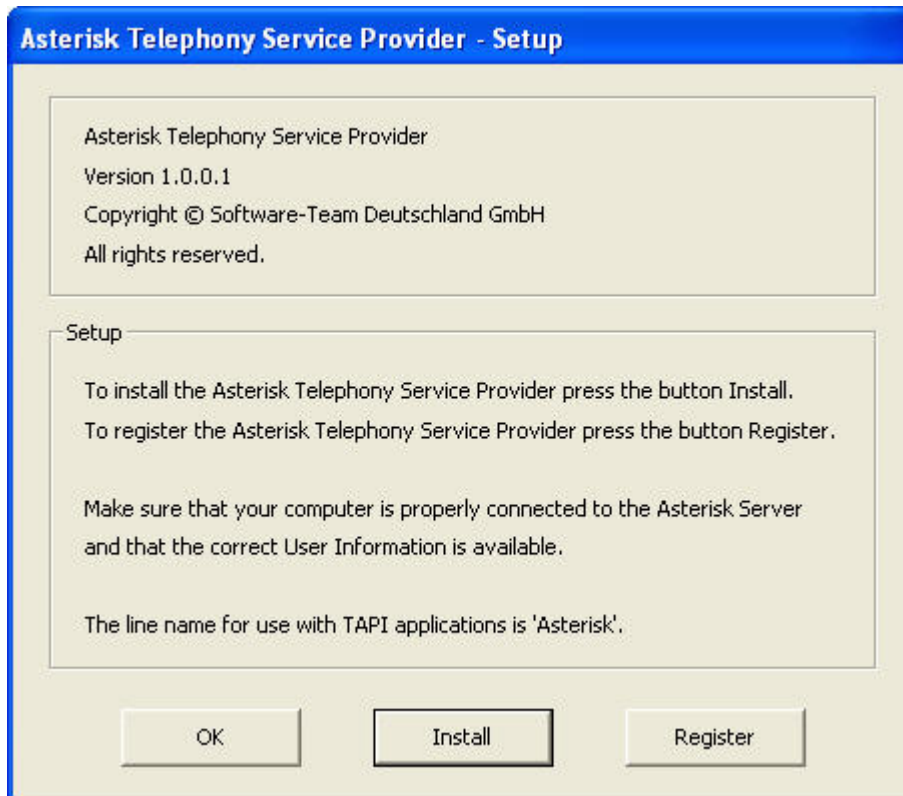 Asterisk Telephony Service Provider - Setup
Asterisk Telephony Service Provider
Version 1.0.0.1
Copyright © Software-Team Deutschland GmbH
All rights reserved.
Setup
To install the Asterisk Telephony Service Provider press the button Install.
To register the Asterisk Telephony Service Provider press the button Register.
Make sure that your computer is properly connected to the Asterisk Server
and that the correct User Information is available.
The line name for use with TAPI applications is 'Asterisk'.
OK
Install
Register